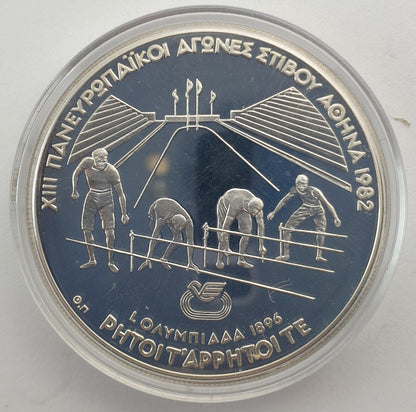 XIII ΠΑΝΕΥΡΩΠΑΪΚΟΙ ΑΓΩΝΕΣ ΣΤΙΒΟΥ ΑΘΗΝΑ 1982
Θ.Π
I. ΟΛΥΜΠΙΑΔΑ 1896
ΡΗΤΟΙ Τ'ΑΡΡΗΤΟΙ ΤΕ